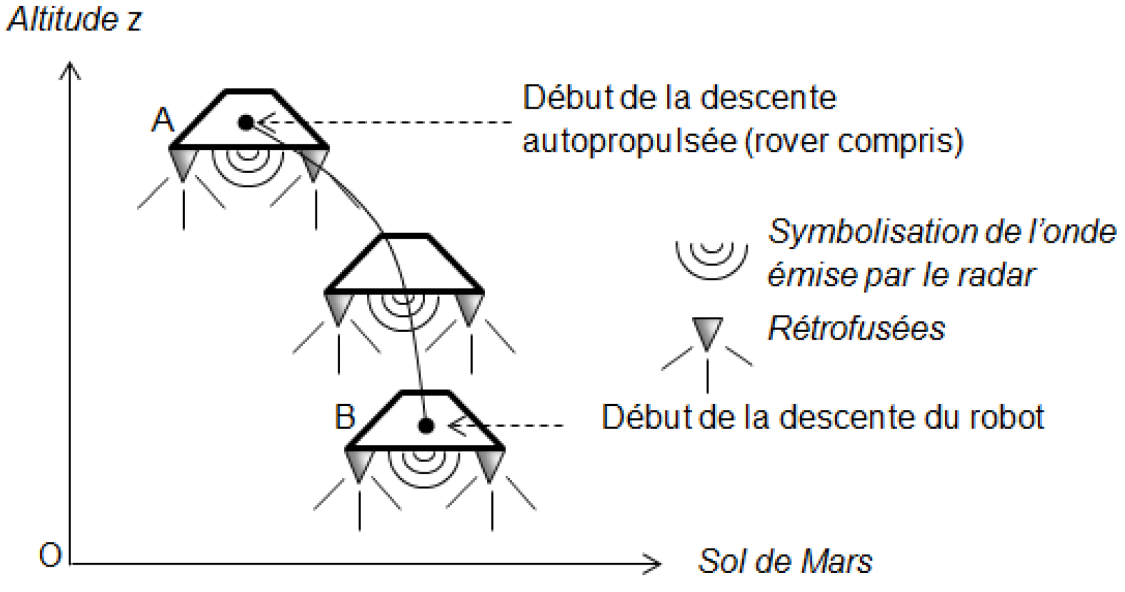 Altitude z
A
Début de la descente
autopropulsée (rover compris)
Symbolisation de l'onde
émise par le radar
Rétrofusées
B
Début de la descente du robot
O
Sol de Mars